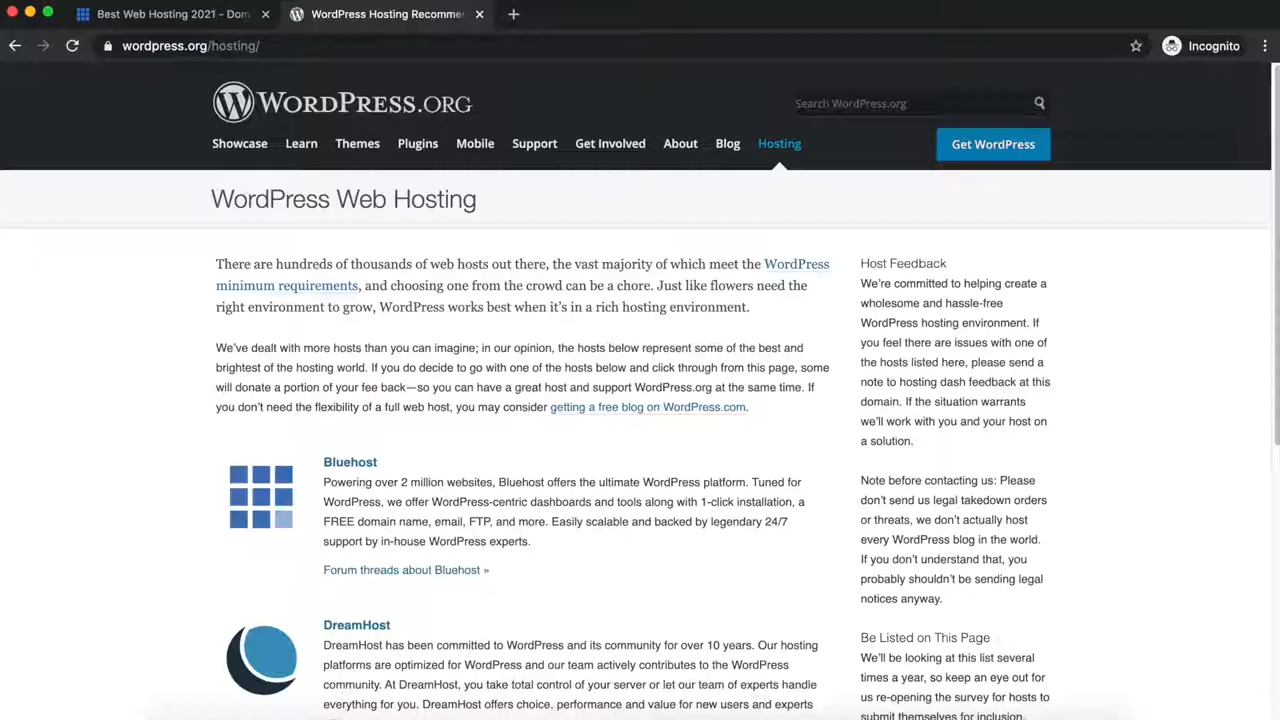 Best Web Hosting 2021 - Dom
WordPress Hosting Recommen
wordpress.org/hosting/
Incognito
WORDPRESS.ORG
Search WordPress.org
Showcase Learn Themes Plugins Mobile Support Get Involved About Blog Hosting
Get WordPress
WordPress Web Hosting
There are hundreds of thousands of web hosts out there, the vast majority of which meet the WordPress
minimum requirements, and choosing one from the crowd can be a chore. Just like flowers need the
right environment to grow, WordPress works best when it's in a rich hosting environment.
We've dealt with more hosts than you can imagine; in our opinion, the hosts below represent some of the best and
brightest of the hosting world. If you do decide to go with one of the hosts below and click through from this page, some
will donate a portion of your fee back—so you can have a great host and support WordPress.org at the same time. If
you don't need the flexibility of a full web host, you may consider getting a free blog on WordPress.com.
Bluehost
Powering over 2 million websites, Bluehost offers the ultimate WordPress platform. Tuned for
WordPress, we offer WordPress-centric dashboards and tools along with 1-click installation, a
FREE domain name, email, FTP, and more. Easily scalable and backed by legendary 24/7
support by in-house WordPress experts.
Forum threads about Bluehost »
DreamHost
DreamHost has been committed to WordPress and its community for over 10 years. Our hosting
platforms are optimized for WordPress and our team actively contributes to the WordPress
community. At DreamHost, you take total control of your server or let our team of experts handle
everything for you. DreamHost offers choice, performance and value for new users and experts
Host Feedback
We're committed to helping create a
wholesome and hassle-free
WordPress hosting environment. If
you feel there are issues with one of
the hosts listed here, please send a
note to hosting dash feedback at this
domain. If the situation warrants
we'll work with you and your host on
a solution.
Note before contacting us: Please
don't send us legal takedown orders
or threats, we don't actually host
every WordPress blog in the world.
If you don't understand that, you
probably shouldn't be sending legal
notices anyway.
Be Listed on This Page
We'll be looking at this list several
times a year, so keep an eye out for
us re-opening the survey for hosts to
submit themselves for inclusion.